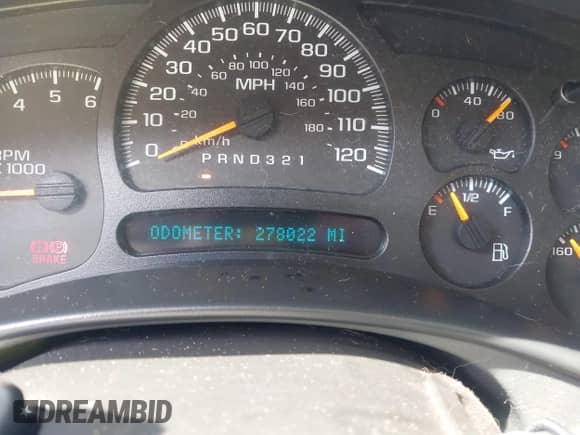 4 5 6
RPM
X 1000
BRAKE
0 10 20 30 40 50 60 70 80 90 100 110 120
20 40 60 80 100 120 140 160 180
MPH
km/h
P R N D 3 2 1
ODOMETER: 278022 MI
0 40 80
E 1/2 F
9
160
DREAMBID